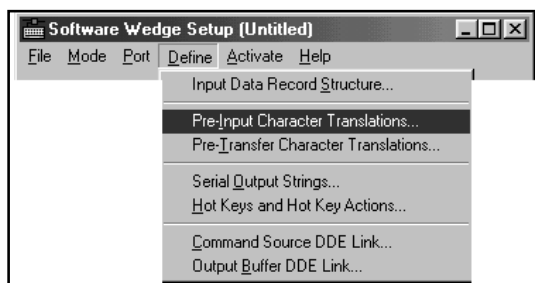 Software Wedge Setup (Untitled)
File Mode Port Define Activate Help
Input Data Record Structure...
Pre-Input Character Translations...
Pre-Transfer Character Translations...
Serial Output Strings...
Hot Keys and Hot Key Actions...
Command Source DDE Link...
Output Buffer DDE Link...